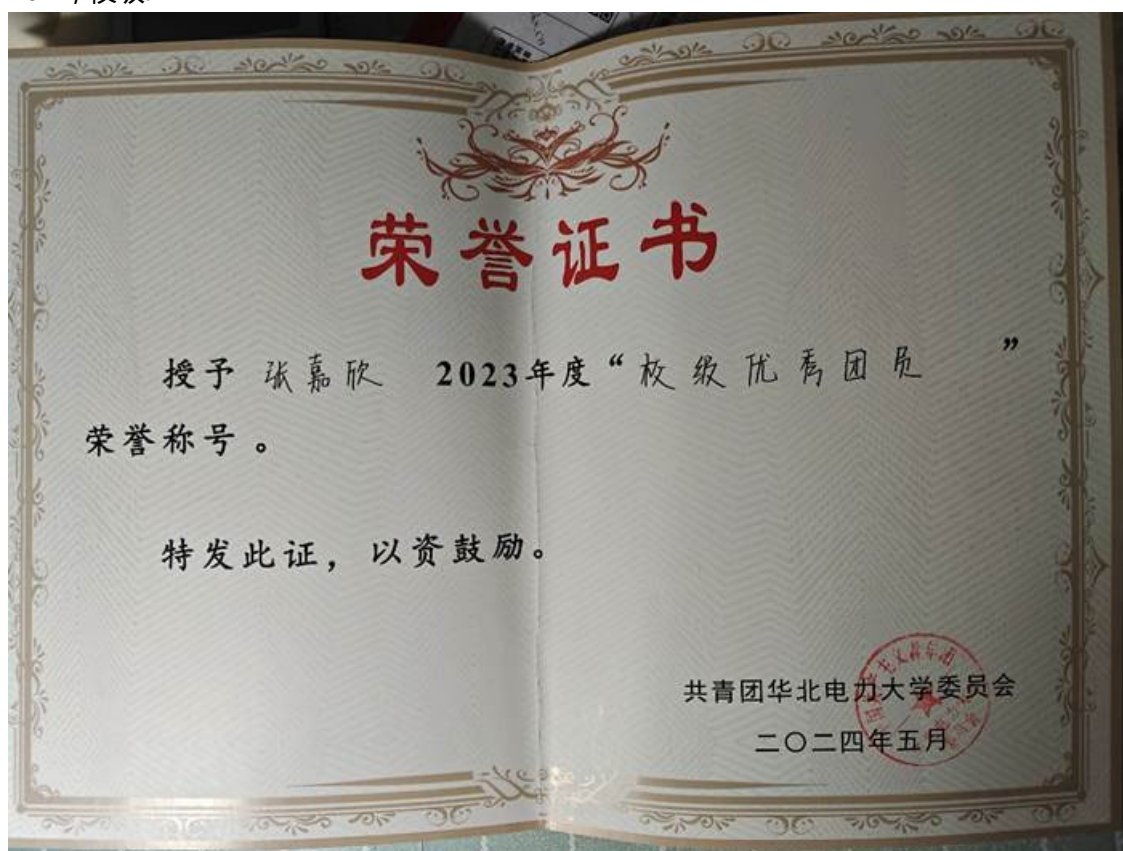 荣誉证书
授予 张嘉欣 2023年度“校级优秀团员 ”
荣誉称号。
特发此证，以资鼓励。
共青团华北电力大学委员会
二〇二四年五月